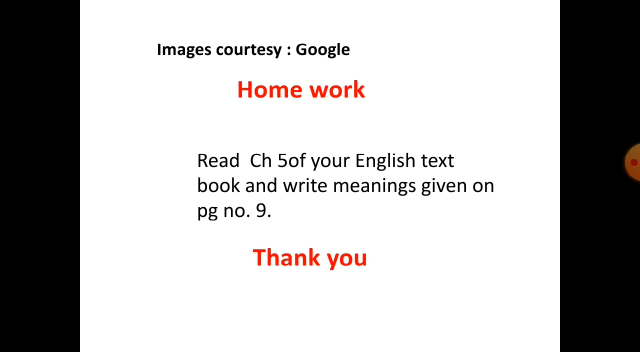 Images courtesy : Google
Home work
Read  Ch 5of your English text
book and write meanings given on
pg no. 9.
Thank you